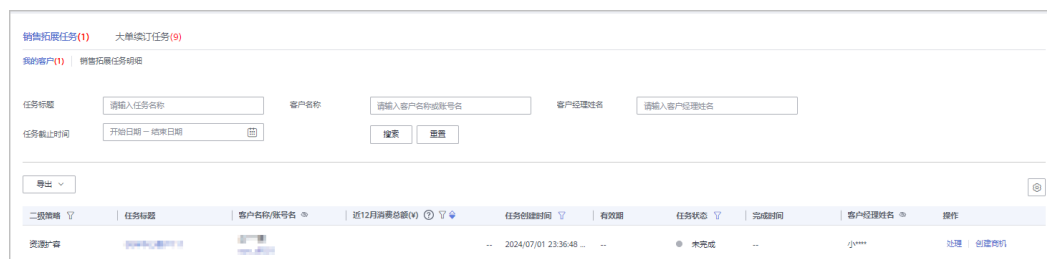 销售拓展任务(1) 大单续订任务(9)
我的客户(1) 销售拓展任务明细
任务标题 请输入任务名称 客户名称 请输入客户名称或账号名 客户经理姓名 请输入客户经理姓名
任务截止时间 开始日期 – 结束日期 搜索 重置
导出
二级策略 任务标题 客户名称/账号名 近12月消费总额(¥) 任务创建时间 有效期 任务状态 完成时间 客户经理姓名 操作
资源扩容 -- 2024/07/01 23:36:48 ... -- 未完成 -- 小**** 处理 创建商机